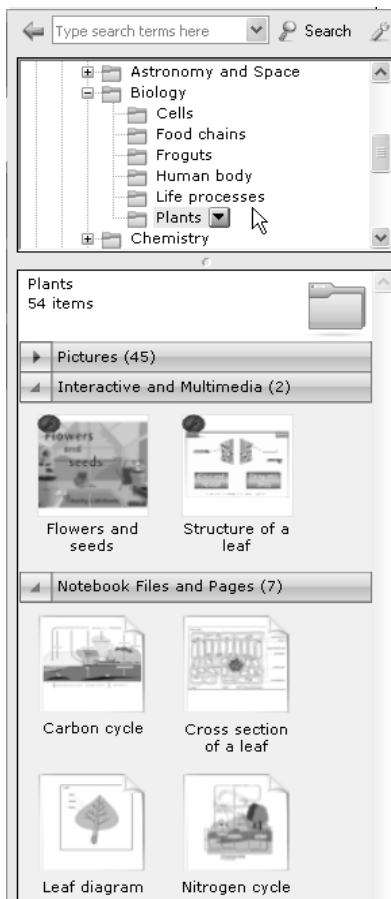 Type search terms here Search
Astronomy and Space
Biology
Cells
Food chains
Froguts
Human body
Life processes
Plants
Chemistry
Plants
54 items
Pictures (45)
Interactive and Multimedia (2)
Flowers
and
seeds
Flowers and
seeds
Structure of a
leaf
Notebook Files and Pages (7)
Carbon cycle
Cross section
of a leaf
Leaf diagram
Nitrogen cycle